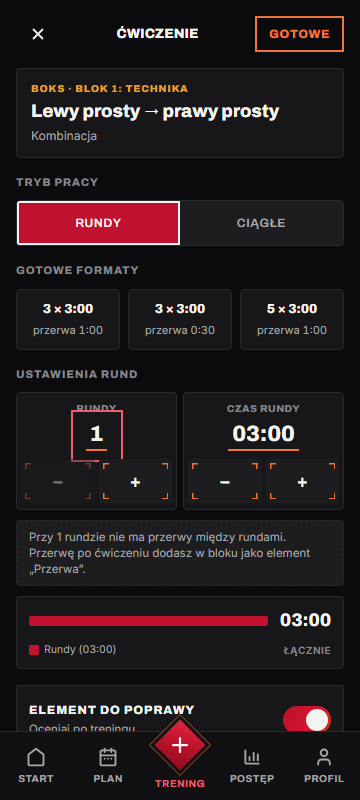 ĆWICZENIE
GOTOWE
BOKS · BLOK 1: TECHNIKA
Lewy prosty → prawy prosty
Kombinacja
TRYB PRACY
RUNDY
CIĄGŁE
GOTOWE FORMATY
3 × 3:00
przerwa 1:00
3 × 3:00
przerwa 0:30
5 × 3:00
przerwa 1:00
USTAWIENIA RUND
RUNDY
1
− +
CZAS RUNDY
03:00
− +
Przy 1 rundzie nie ma przerwy między rundami.
Przerwę po ćwiczeniu dodasz w bloku jako element
„Przerwa”.
03:00
Rundy (03:00)
ŁĄCZNIE
ELEMENT DO POPRAWY
Oceniaj po treningu
START
PLAN
TRENING
POSTĘP
PROFIL